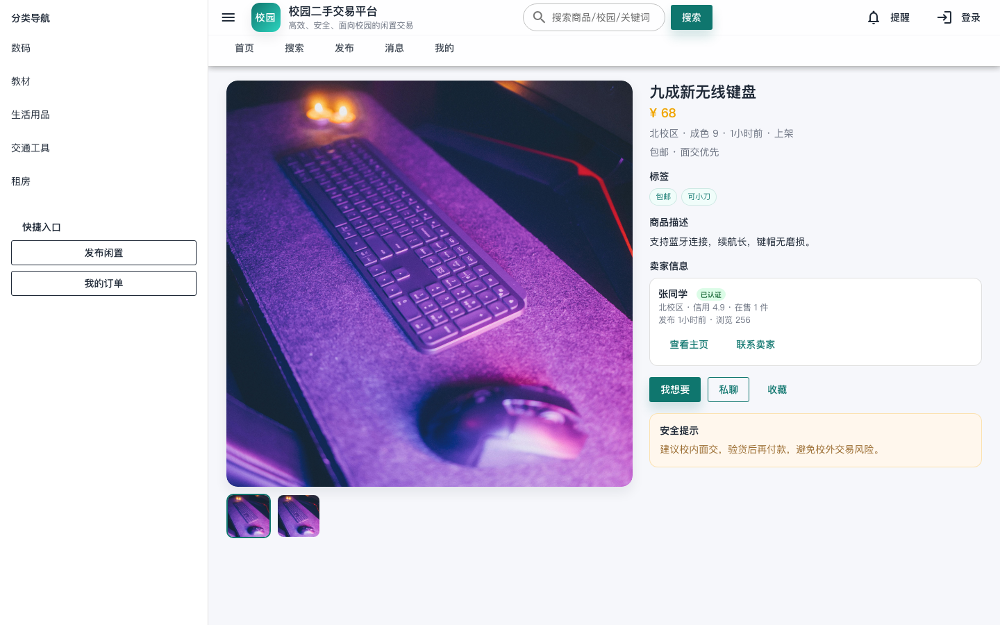 分类导航
数码
教材
生活用品
交通工具
租房
快捷入口
发布闲置
我的订单
校园
校园二手交易平台
高效、安全、面向校园的闲置交易
搜索商品/校园/关键词
搜索
提醒
登录
首页
搜索
发布
消息
我的
九成新无线键盘
¥ 68
北校区 · 成色 9 · 1小时前 · 上架
包邮 · 面交优先
标签
包邮
可小刀
商品描述
支持蓝牙连接，续航长，键帽无磨损。
卖家信息
张同学
已认证
北校区 · 信用 4.9 · 在售 1 件
发布 1小时前 · 浏览 256
查看主页
联系卖家
我想要
私聊
收藏
安全提示
建议校内面交，验货后再付款，避免校外交易风险。